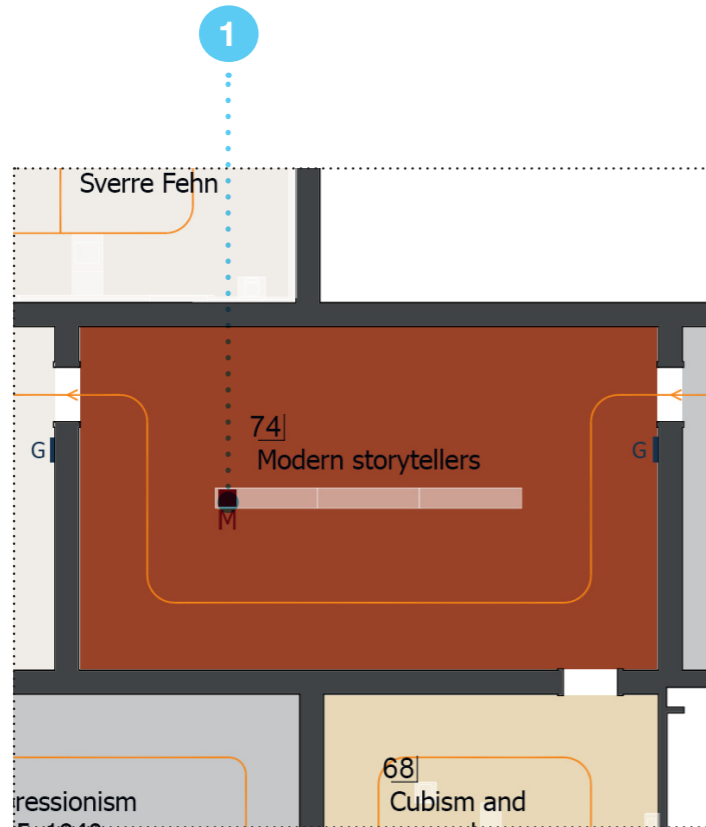 1
Sverre Fehn
74
Modern storytellers
G
G
M
68
ressionism
Cubism and